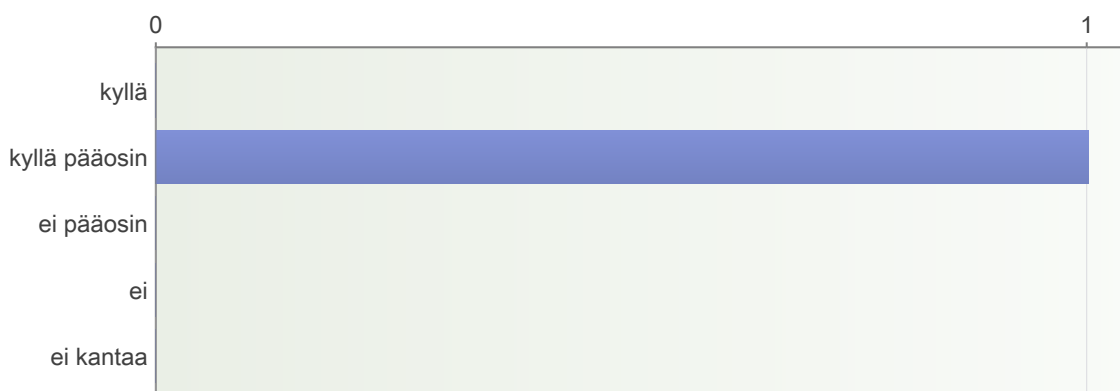 0 1
kyllä
kyllä pääosin
ei pääosin
ei
ei kantaa